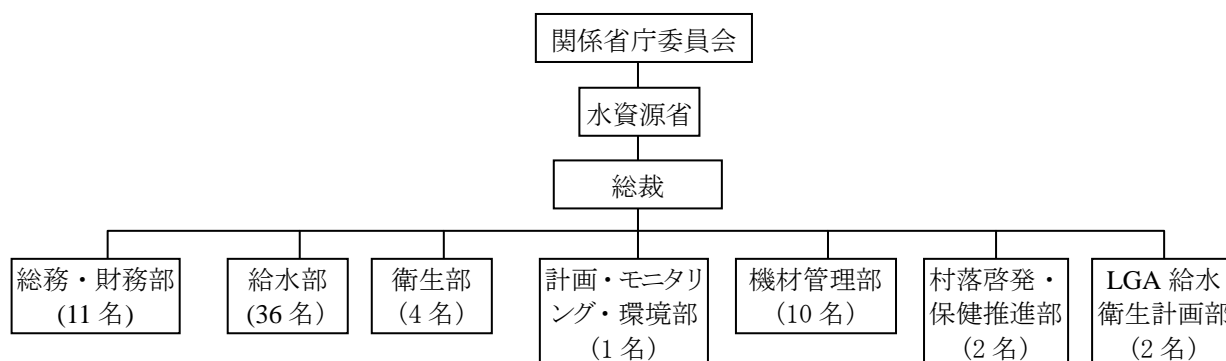 関係省庁委員会
水資源省
総裁
総務・財務部
(11 名)
給水部
(36 名)
衛生部
(4 名)
計画・モニタリ
ング・環境部
(1 名)
機材管理部
(10 名)
村落啓発・
保健推進部
(2 名)
LGA 給水
衛生計画部
(2 名)